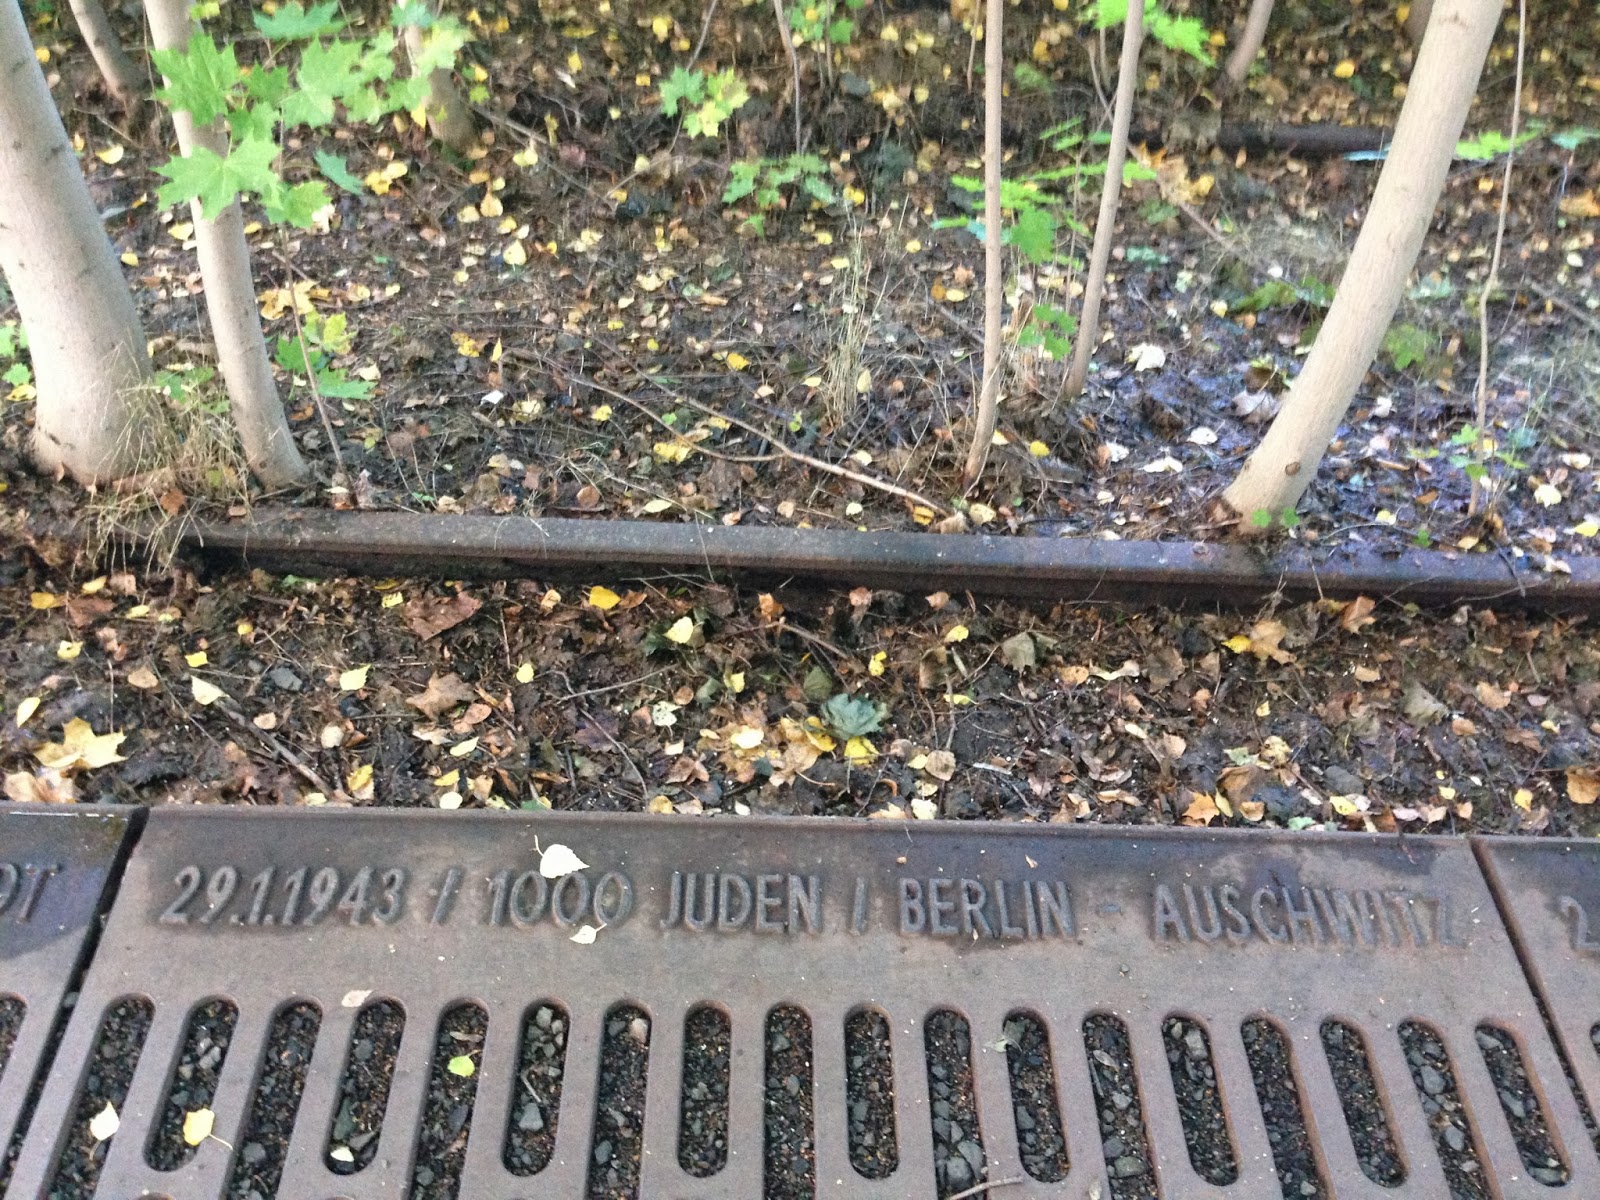 29.1.1943 / 1000 JUDEN / BERLIN - AUSCHWITZ